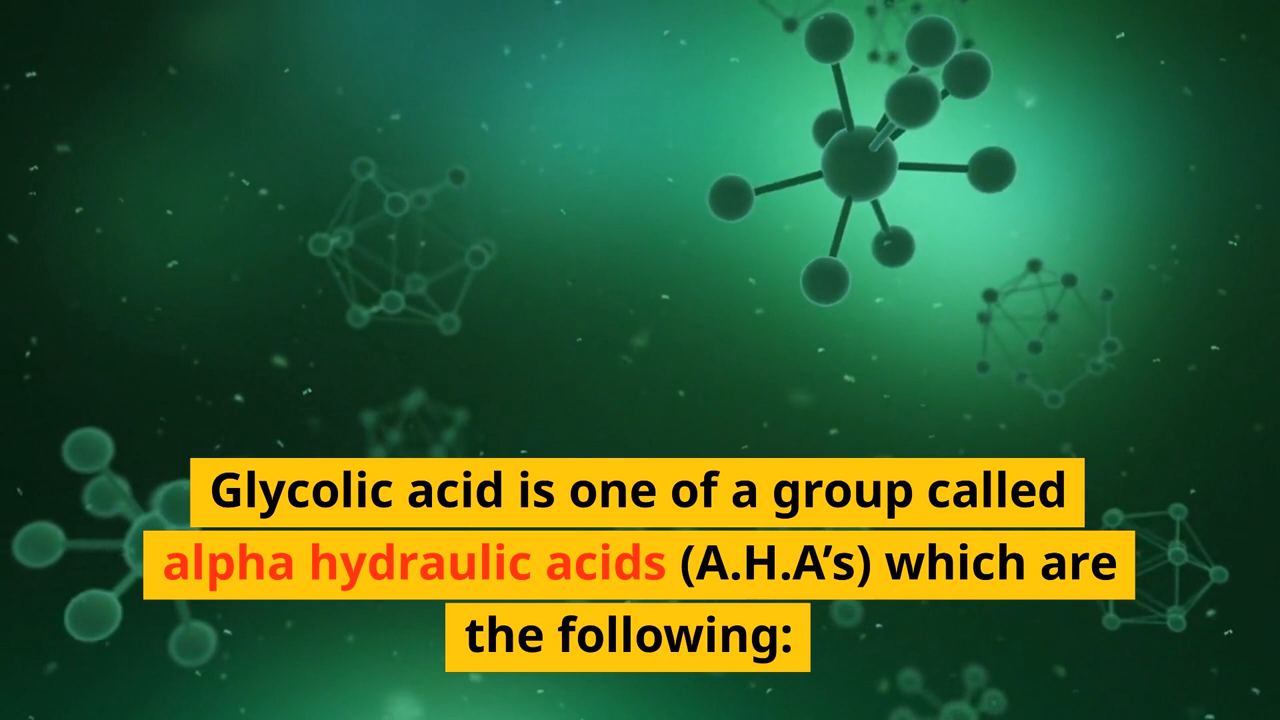 Glycolic acid is one of a group called
alpha hydraulic acids (A.H.A’s) which are
the following: